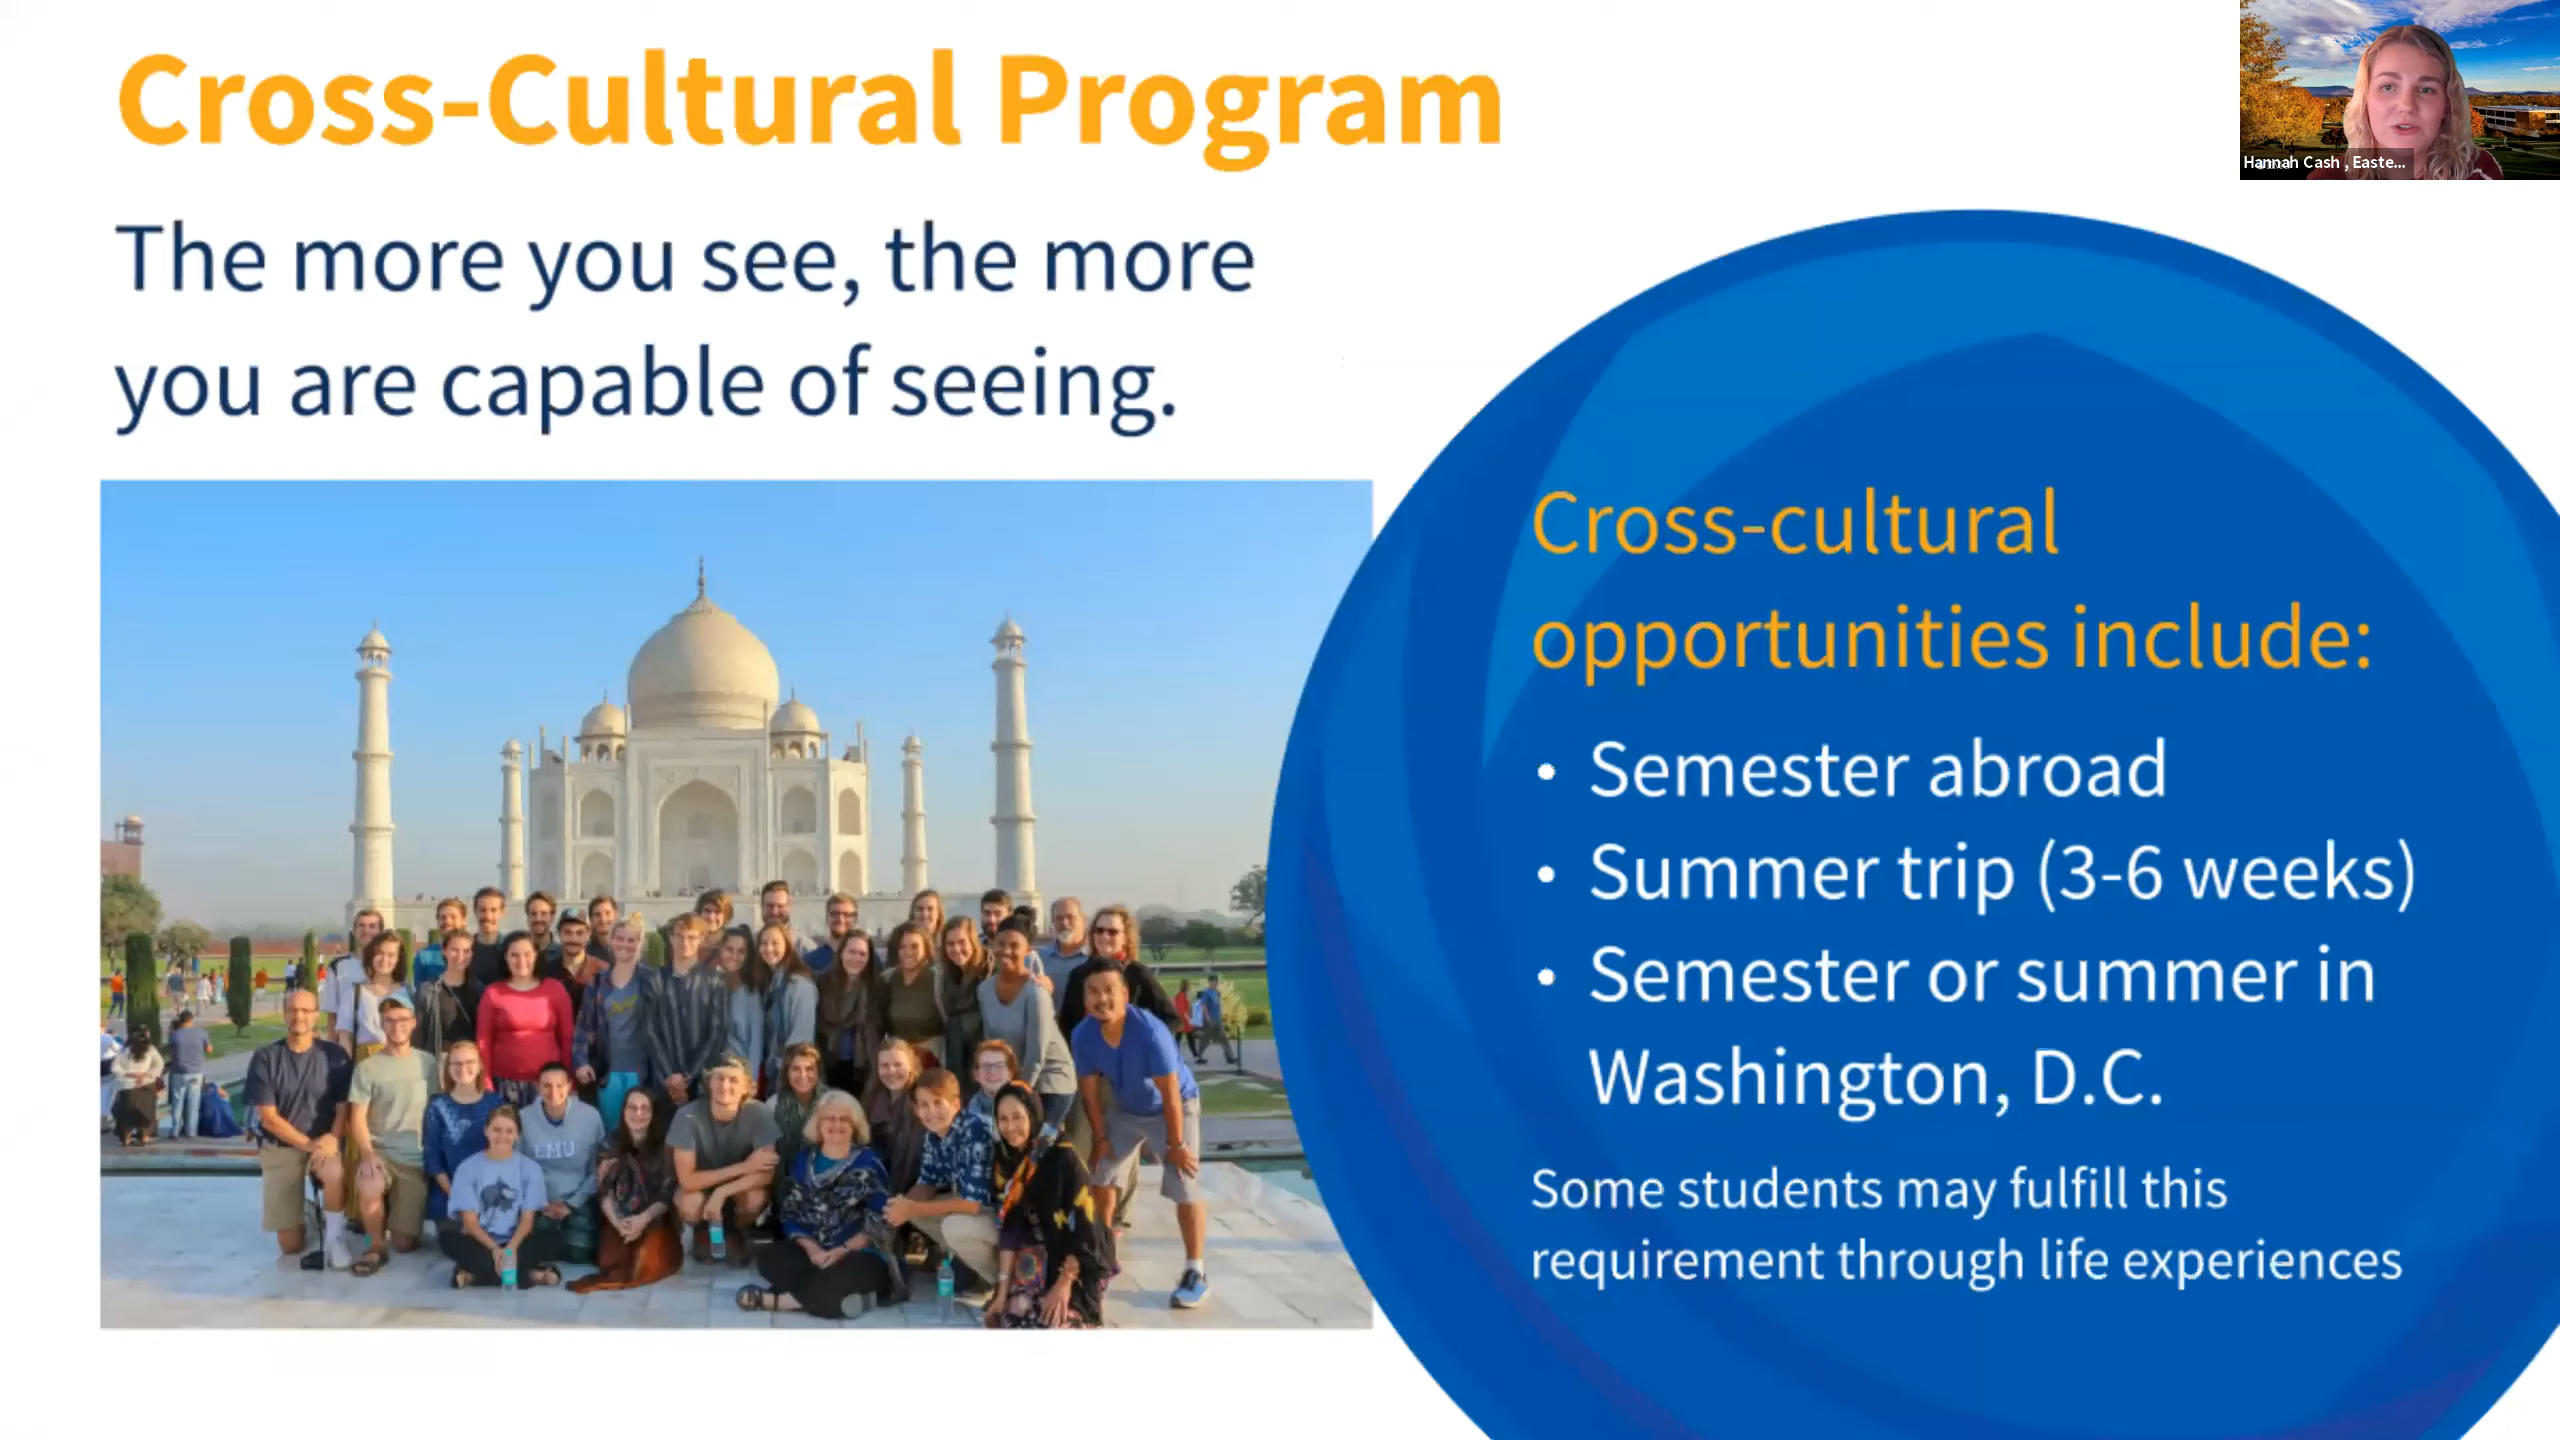 Cross-Cultural Program
The more you see, the more
you are capable of seeing.
Hannah Cash , Easte...
Cross-cultural
opportunities include:
• Semester abroad
• Summer trip (3-6 weeks)
• Semester or summer in
Washington, D.C.
Some students may fulfill this
requirement through life experiences
EMU